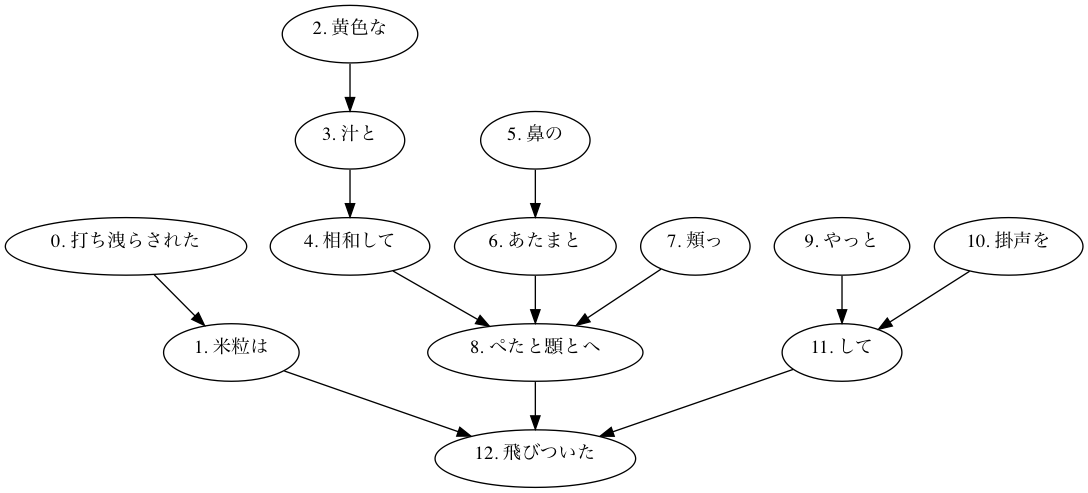 2. 黄色な
3. 汁と
5. 鼻の
0. 打ち洩らされた
4. 相和して
6. あたまと
7. 頬っ
9. やっと
10. 掛声を
1. 米粒は
8. ぺたと顋とへ
11. して
12. 飛びついた